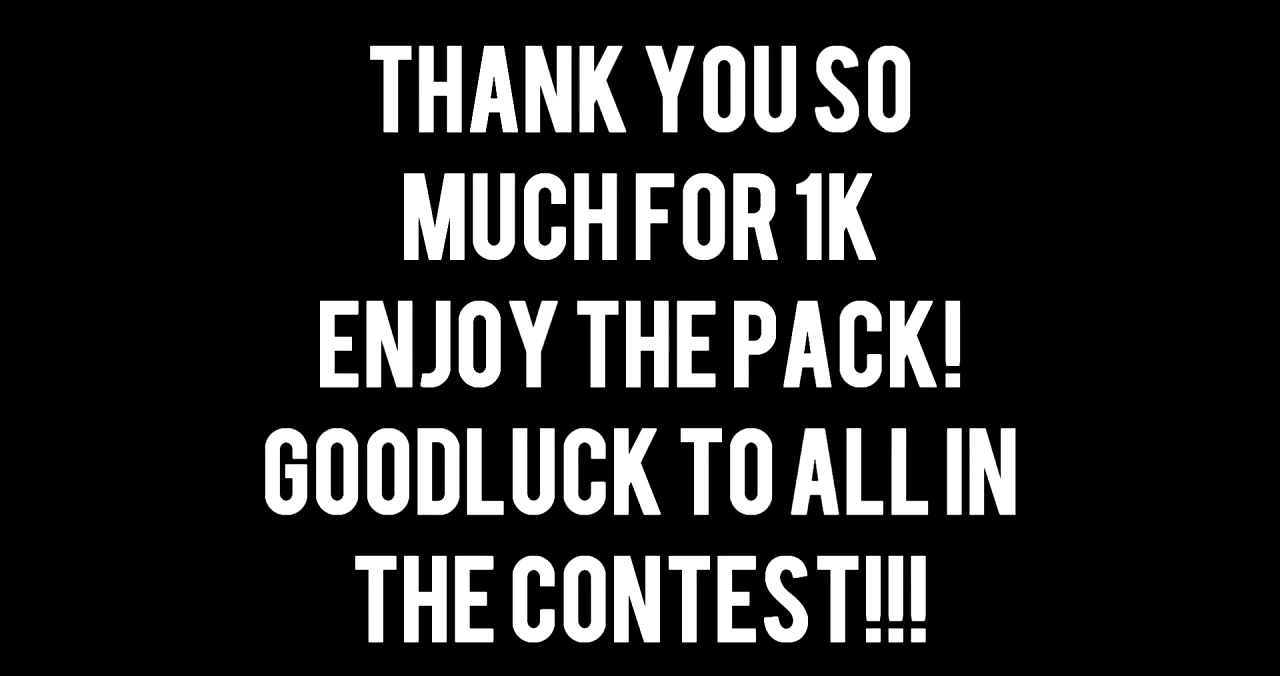 THANK YOU SO
MUCH FOR 1K
ENJOY THE PACK!
GOODLUCK TO ALL IN
THE CONTEST!!!